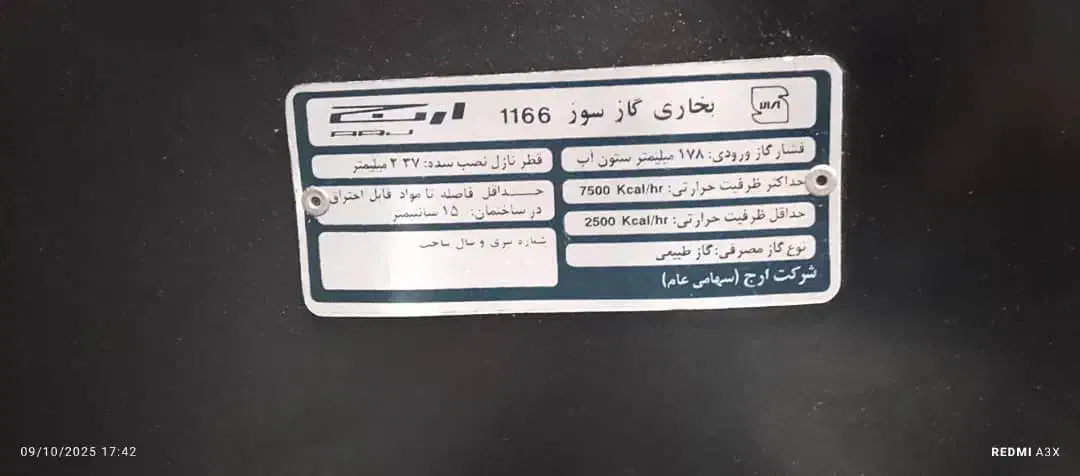 بخاری گاز سوز 1166
ارج
ARJ
فشار گاز ورودی: ۱۷۸ میلیمتر ستون آب
حداکثر ظرفیت حرارتی: 7500 Kcal/hr
حداقل ظرفیت حرارتی: 2500 Kcal/hr
نوع گاز مصرفی: گاز طبیعی
شرکت ارج (سهامی عام)
قطر نازل نصب شده: ۲٫۳۷ میلیمتر
حداقل فاصله تا مواد قابل احتراق
در ساختمان: ۱۵ سانتیمتر
شماره سری و سال ساخت
09/10/2025 17:42
REDMI A3X